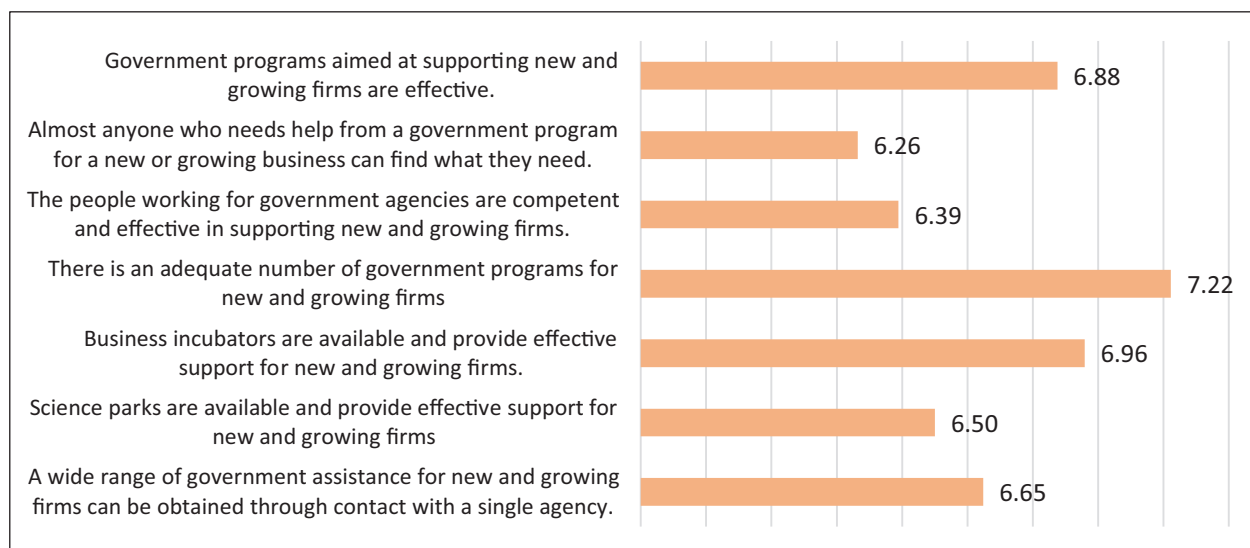 Government programs aimed at supporting new and
growing firms are effective.
6.88
Almost anyone who needs help from a government program
for a new or growing business can find what they need.
6.26
The people working for government agencies are competent
and effective in supporting new and growing firms.
6.39
There is an adequate number of government programs for
new and growing firms
7.22
Business incubators are available and provide effective
support for new and growing firms.
6.96
Science parks are available and provide effective support for
new and growing firms
6.50
A wide range of government assistance for new and growing
firms can be obtained through contact with a single agency.
6.65